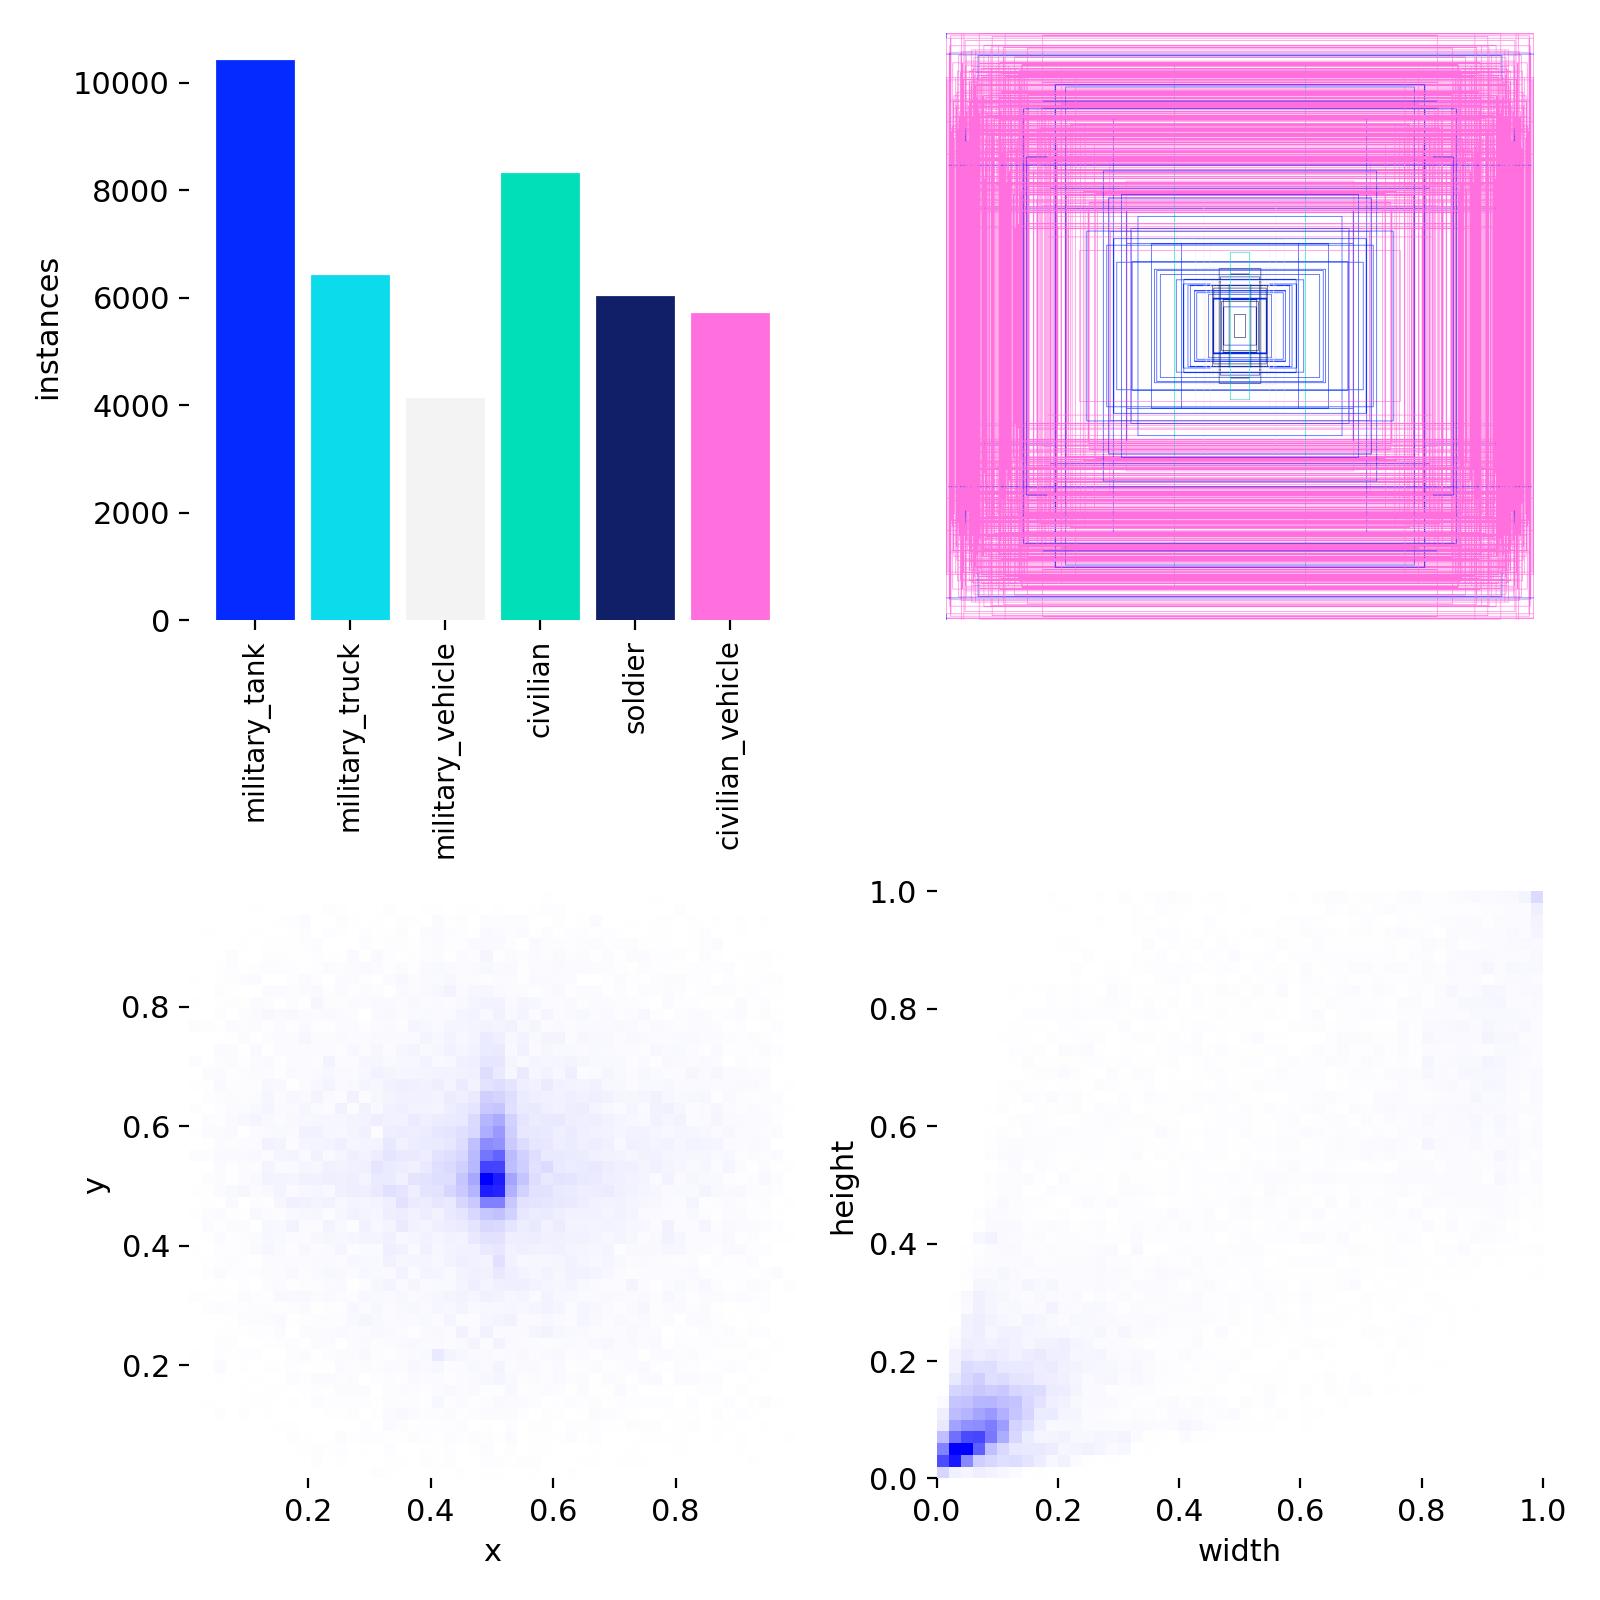 instances
10000
8000
6000
4000
2000
0
military_tank
military_truck
military_vehicle
civilian
soldier
civilian_vehicle
y
0.8
0.6
0.4
0.2
0.2 0.4 0.6 0.8
x
height
1.0
0.8
0.6
0.4
0.2
0.0
0.0 0.2 0.4 0.6 0.8 1.0
width